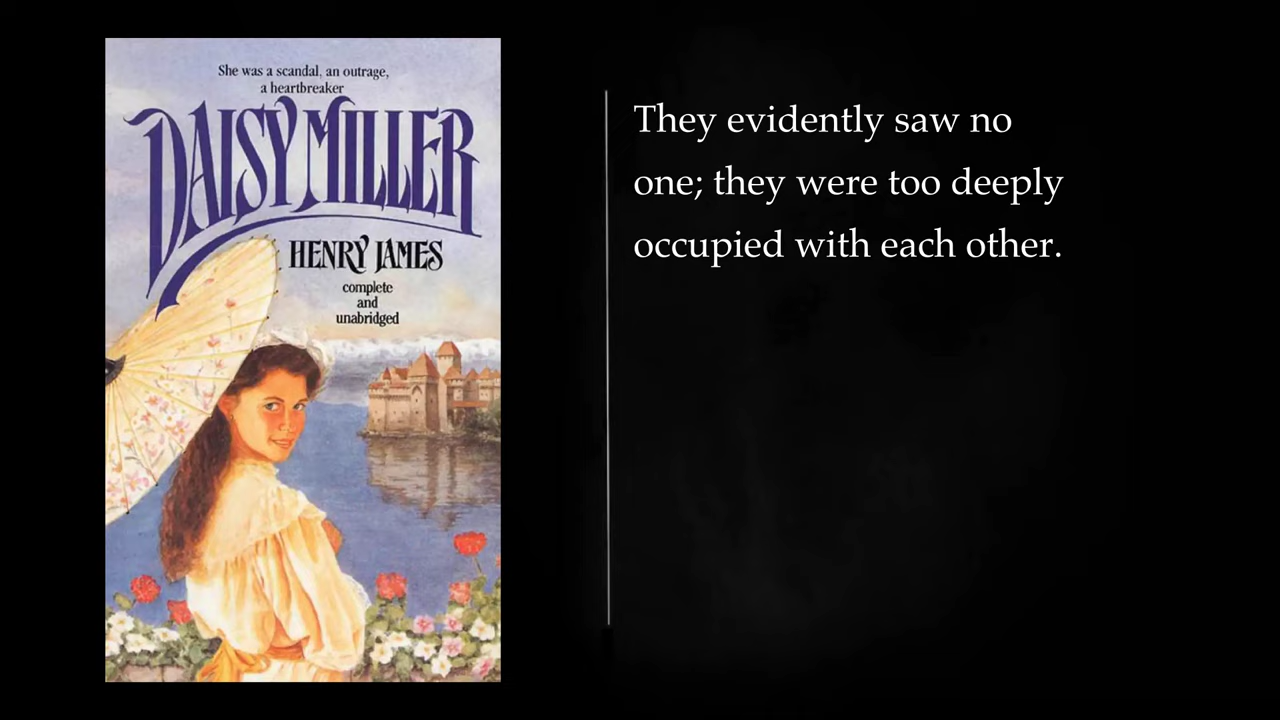 She was a scandal, an outrage,
a heartbreaker
DAISY MILLER
HENRY JAMES
complete
and
unabridged
They evidently saw no
one; they were too deeply
occupied with each other.